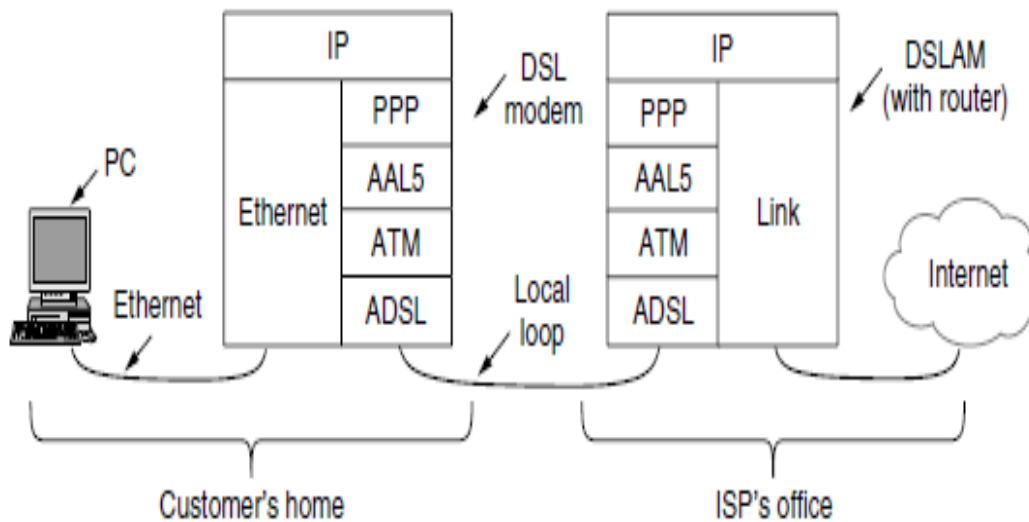 IP
Ethernet
PPP
AAL5
ATM
ADSL
DSL
modem
PC
Ethernet
Local
loop
IP
PPP
AAL5
ATM
ADSL
Link
DSLAM
(with router)
Internet
Customer's home
ISP's office